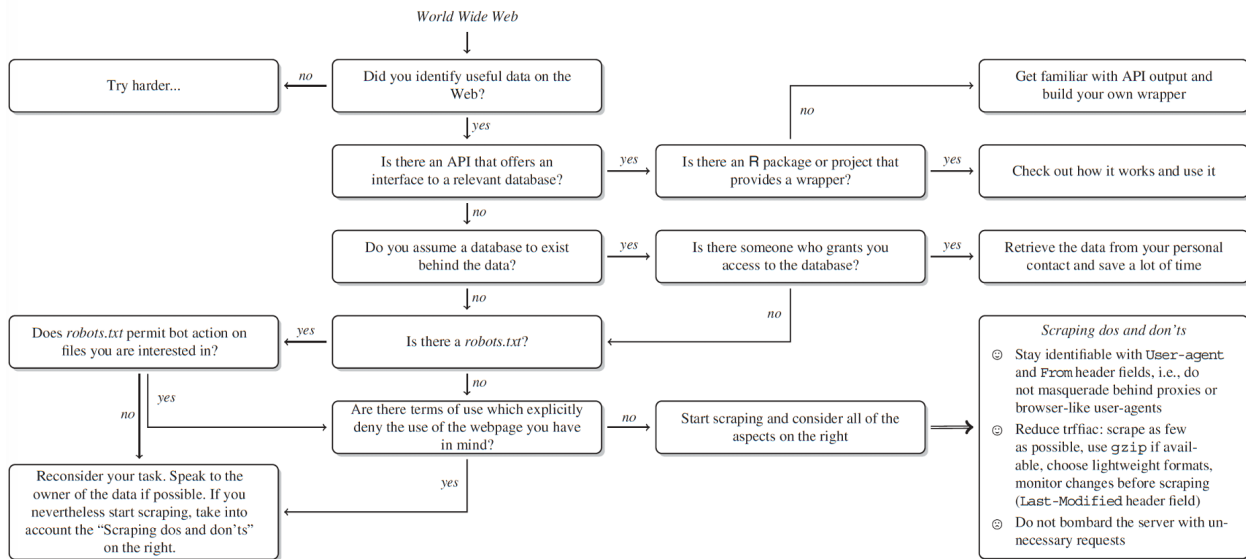 World Wide Web
Try harder...
no
Did you identify useful data on the
Web?
Get familiar with API output and
build your own wrapper
no
yes
Is there an API that offers an
interface to a relevant database?
yes
Is there an R package or project that
provides a wrapper?
yes
Check out how it works and use it
no
Do you assume a database to exist
behind the data?
yes
Is there someone who grants you
access to the database?
yes
Retrieve the data from your personal
contact and save a lot of time
no
no
Does robots.txt permit bot action on
files you are interested in?
yes
Is there a robots.txt?
no
yes
no
Are there terms of use which explicitly
deny the use of the webpage you have
in mind?
no
Start scraping and consider all of the
aspects on the right
yes
Reconsider your task. Speak to the
owner of the data if possible. If you
nevertheless start scraping, take into
account the “Scraping dos and don’ts”
on the right.
Scraping dos and don’ts
Stay identifiable with User-agent
and From header fields, i.e., do
not masquerade behind proxies or
browser-like user-agents
Reduce trffiac: scrape as few
as possible, use gzip if avail-
able, choose lightweight formats,
monitor changes before scraping
(Last-Modified header field)
Do not bombard the server with un-
necessary requests